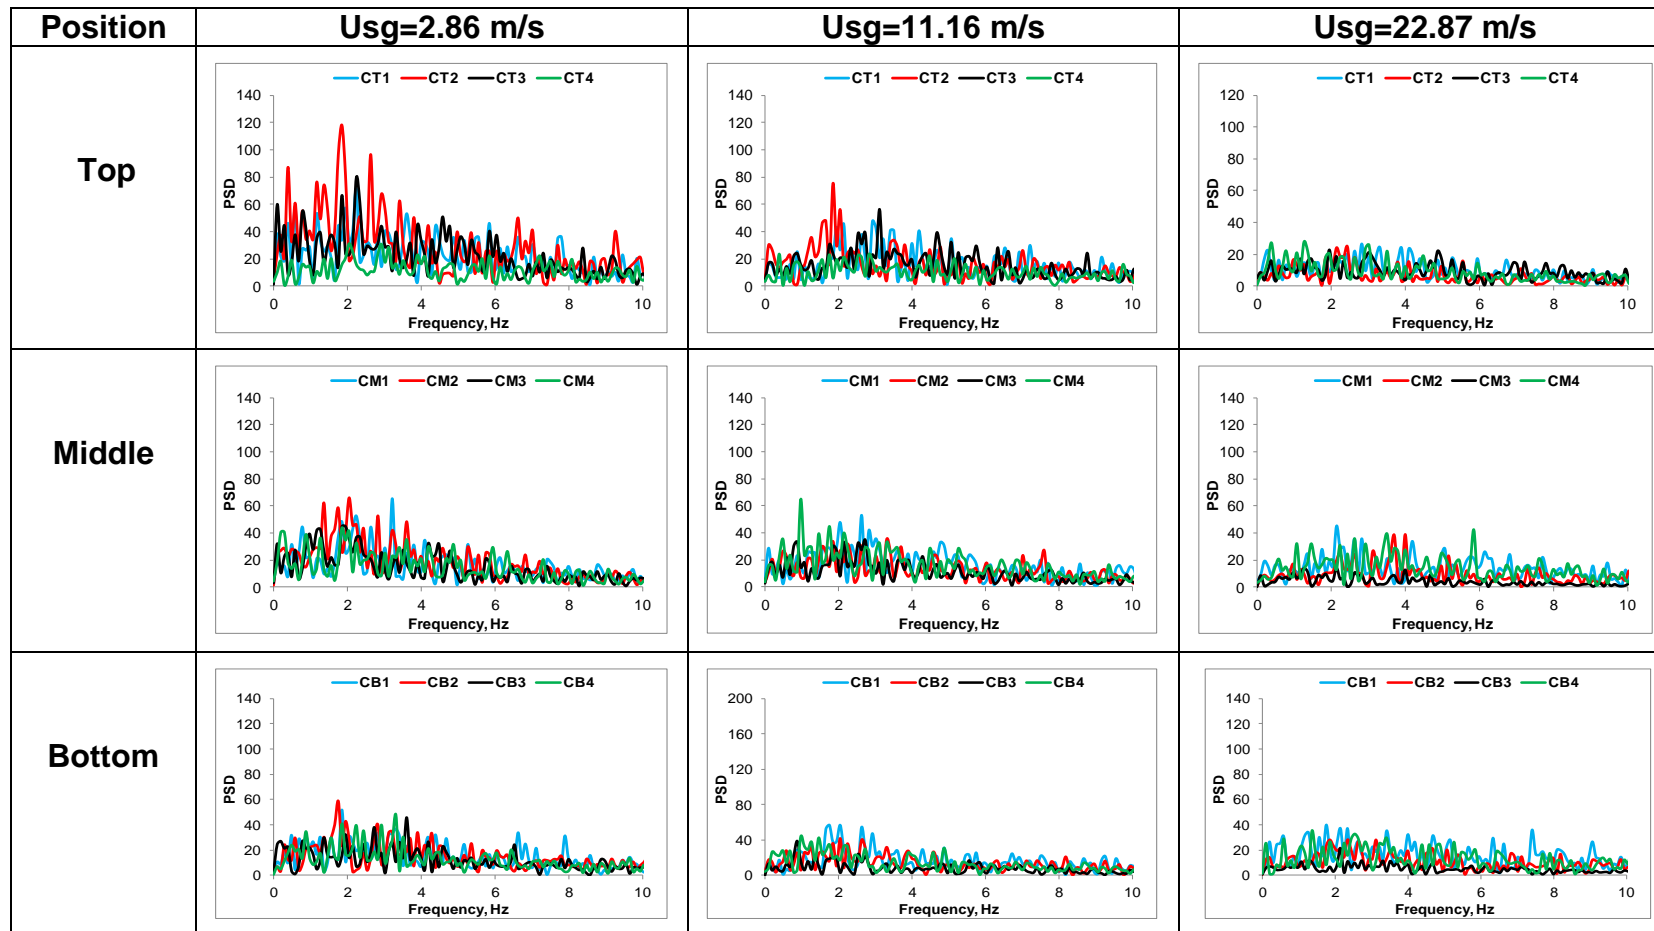 Position Usg=2.86 m/s Usg=11.16 m/s Usg=22.87 m/s
Top
CT1 CT2 CT3 CT4
140
120
100
80
60
40
20
0
PSD
0 2 4 6 8 10
Frequency, Hz
CT1 CT2 CT3 CT4
140
120
100
80
60
40
20
0
PSD
0 2 4 6 8 10
Frequency, Hz
CT1 CT2 CT3 CT4
120
100
80
60
40
20
0
PSD
0 2 4 6 8 10
Frequency, Hz
Middle
CM1 CM2 CM3 CM4
140
120
100
80
60
40
20
0
PSD
0 2 4 6 8 10
Frequency, Hz
CM1 CM2 CM3 CM4
140
120
100
80
60
40
20
0
PSD
0 2 4 6 8 10
Frequency, Hz
CM1 CM2 CM3 CM4
140
120
100
80
60
40
20
0
PSD
0 2 4 6 8 10
Frequency, Hz
Bottom
CB1 CB2 CB3 CB4
140
120
100
80
60
40
20
0
PSD
0 2 4 6 8 10
Frequency, Hz
CB1 CB2 CB3 CB4
200
160
120
80
40
0
PSD
0 2 4 6 8 10
Frequency, Hz
CB1 CB2 CB3 CB4
140
120
100
80
60
40
20
0
PSD
0 2 4 6 8 10
Frequency, Hz